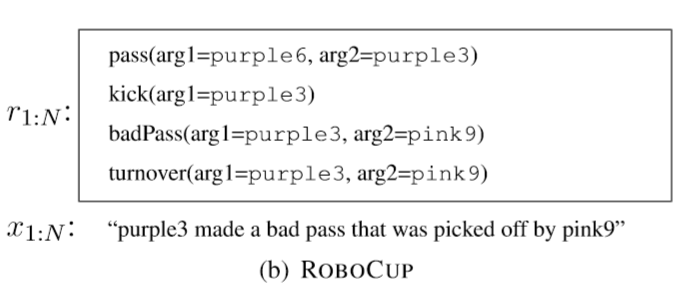 pass(arg1=purple6, arg2=purple3)
kick(arg1=purple3)
r1:N:
badPass(arg1=purple3, arg2=pink9)
turnover(arg1=purple3, arg2=pink9)
x1:N: “purple3 made a bad pass that was picked off by pink9”
(b) ROBOCUP